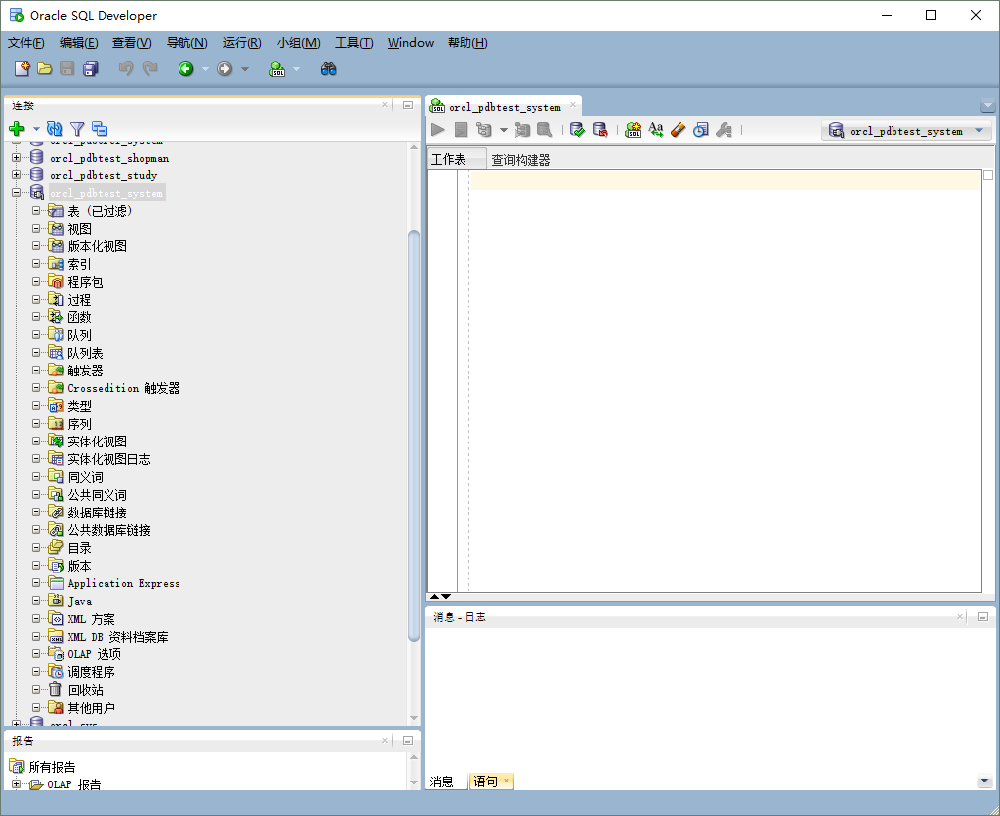 Oracle SQL Developer
文件(F) 编辑(E) 查看(V) 导航(N) 运行(R) 小组(M) 工具(T) Window 帮助(H)
连接
orcl_pdborcl_system
orcl_pdbtest_shopman
orcl_pdbtest_study
orcl_pdbtest_system
表 (已过滤)
视图
版本化视图
索引
程序包
过程
函数
队列
队列表
触发器
Crossedition 触发器
类型
序列
实体化视图
实体化视图日志
同义词
公共同义词
数据库链接
公共数据库链接
目录
版本
Application Express
Java
XML 方案
XML DB 资料档案库
OLAP 选项
调度程序
回收站
其他用户
orcl_sys
报告
所有报告
OLAP 报告
orcl_pdbtest_system
orcl_pdbtest_system
工作表 查询构建器
消息 - 日志
消息 语句